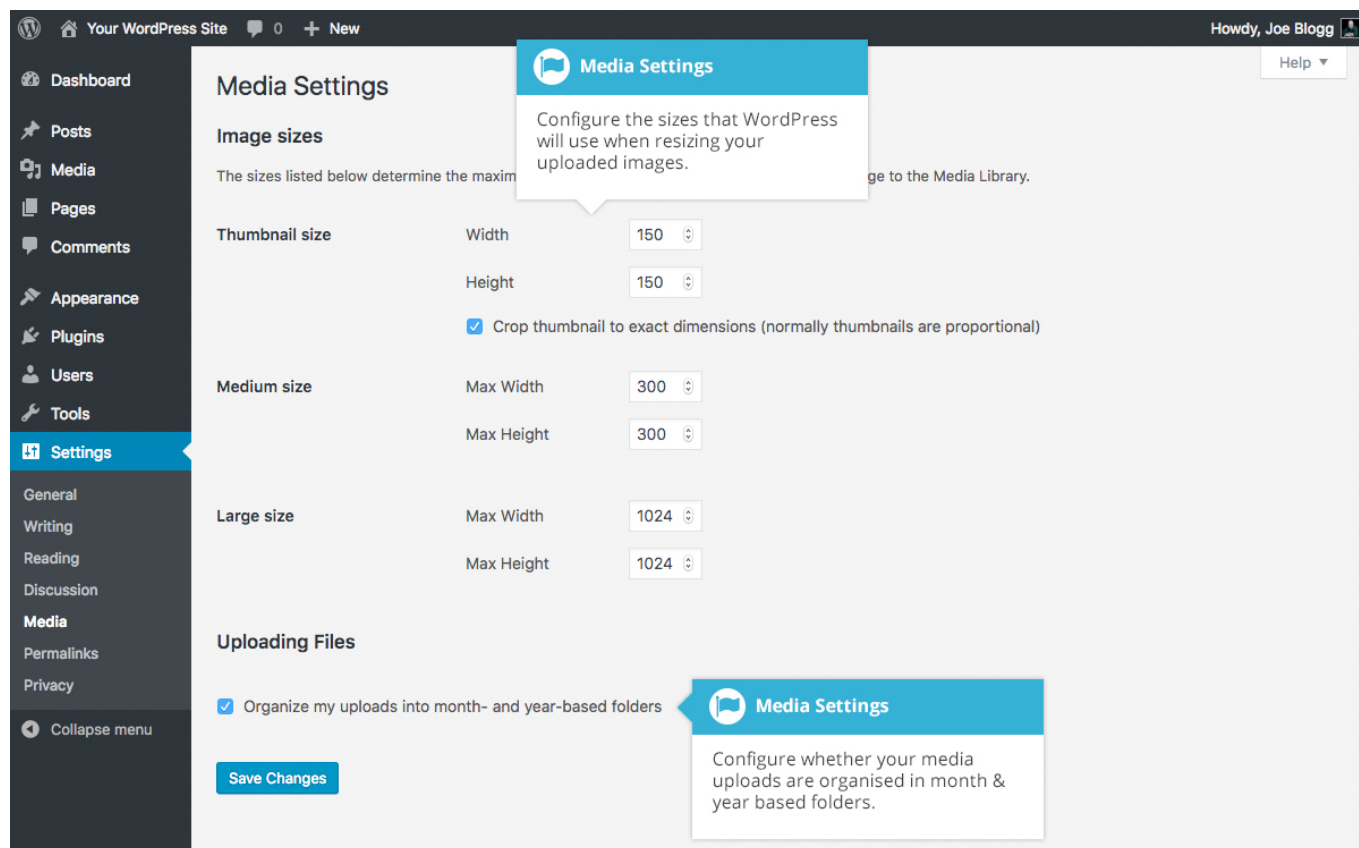 Your WordPress Site 0 New Howdy, Joe Blogg
Help
Dashboard
Posts
Media
Pages
Comments
Appearance
Plugins
Users
Tools
Settings
General
Writing
Reading
Discussion
Media
Permalinks
Privacy
Collapse menu
Media Settings
Image sizes
The sizes listed below determine the maxim
ge to the Media Library.
Media Settings
Configure the sizes that WordPress
will use when resizing your
uploaded images.
Thumbnail size Width 150
Height 150
Crop thumbnail to exact dimensions (normally thumbnails are proportional)
Medium size Max Width 300
Max Height 300
Large size Max Width 1024
Max Height 1024
Uploading Files
Organize my uploads into month- and year-based folders
Media Settings
Configure whether your media
uploads are organised in month &
year based folders.
Save Changes